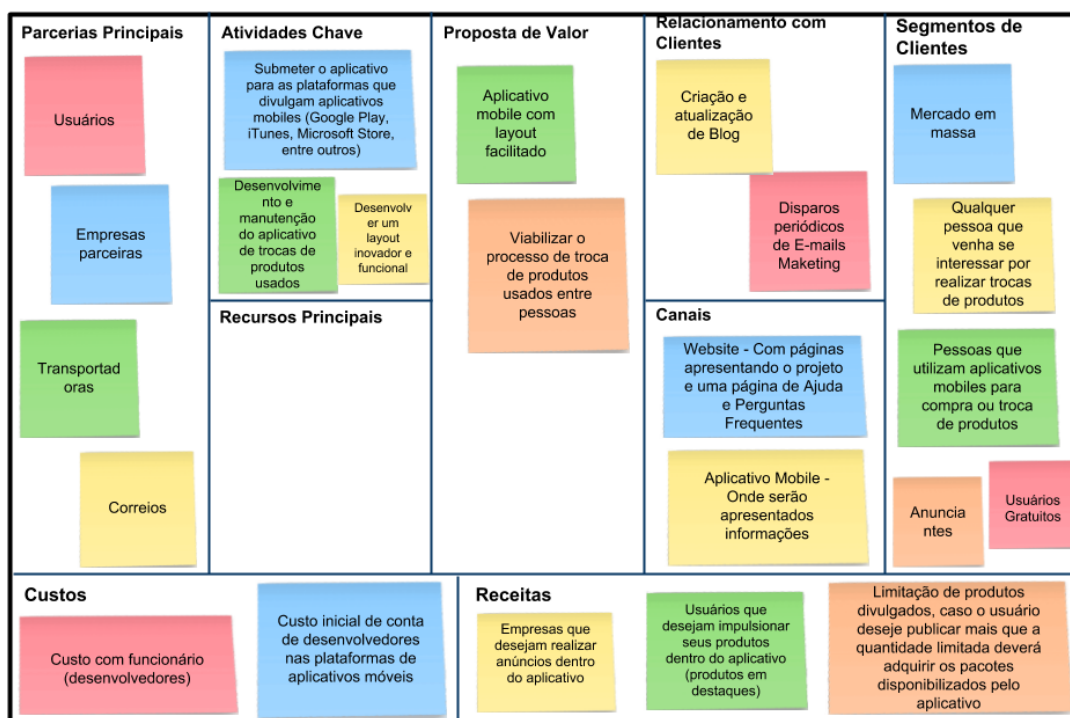 Parcerias Principais
Usuários
Empresas
parceiras
Transportad
oras
Correios
Atividades Chave
Submeter o aplicativo
para as plataformas que
divulgam aplicativos
mobiles (Google Play,
iTunes, Microsoft Store,
entre outros)
Desenvolvime
nto e
manutenção
do aplicativo
de trocas de
produtos
usados
Desenvolv
er um
layout
inovador e
funcional
Recursos Principais
Proposta de Valor
Aplicativo
mobile com
layout
facilitado
Viabilizar o
processo de troca
de produtos
usados entre
pessoas
Relacionamento com
Clientes
Criação e
atualização
de Blog
Disparos
periódicos
de E-mails
Maketing
Canais
Website - Com páginas
apresentando o projeto
e uma página de Ajuda
e Perguntas
Frequentes
Aplicativo Mobile -
Onde serão
apresentados
informações
Segmentos de
Clientes
Mercado em
massa
Qualquer
pessoa que
venha se
interessar por
realizar trocas
de produtos
Pessoas que
utilizam aplicativos
mobiles para
compra ou troca
de produtos
Anuncia
ntes
Usuários
Gratuitos
Custos
Custo com funcionário
(desenvolvedores)
Custo inicial de conta
de desenvolvedores
nas plataformas de
aplicativos móveis
Receitas
Empresas que
desejam realizar
anúncios dentro
do aplicativo
Usuários que
desejam impulsionar
seus produtos
dentro do aplicativo
(produtos em
destaques)
Limitação de produtos
divulgados, caso o usuário
deseje publicar mais que a
quantidade limitada deverá
adquirir os pacotes
disponibilizados pelo
aplicativo